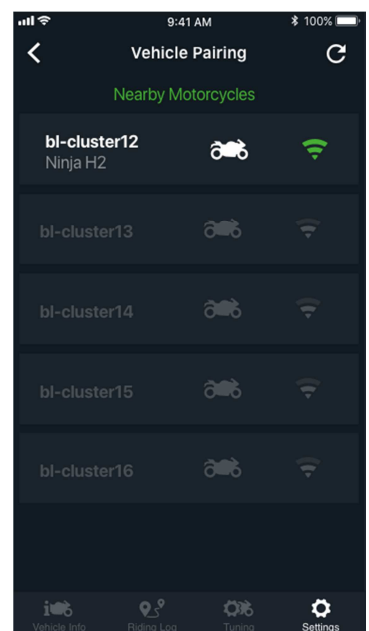 9:41 AM 100%
Vehicle Pairing
Nearby Motorcycles
bl-cluster12
Ninja H2
bl-cluster13
bl-cluster14
bl-cluster15
bl-cluster16
Vehicle Info Riding Log Tuning Settings